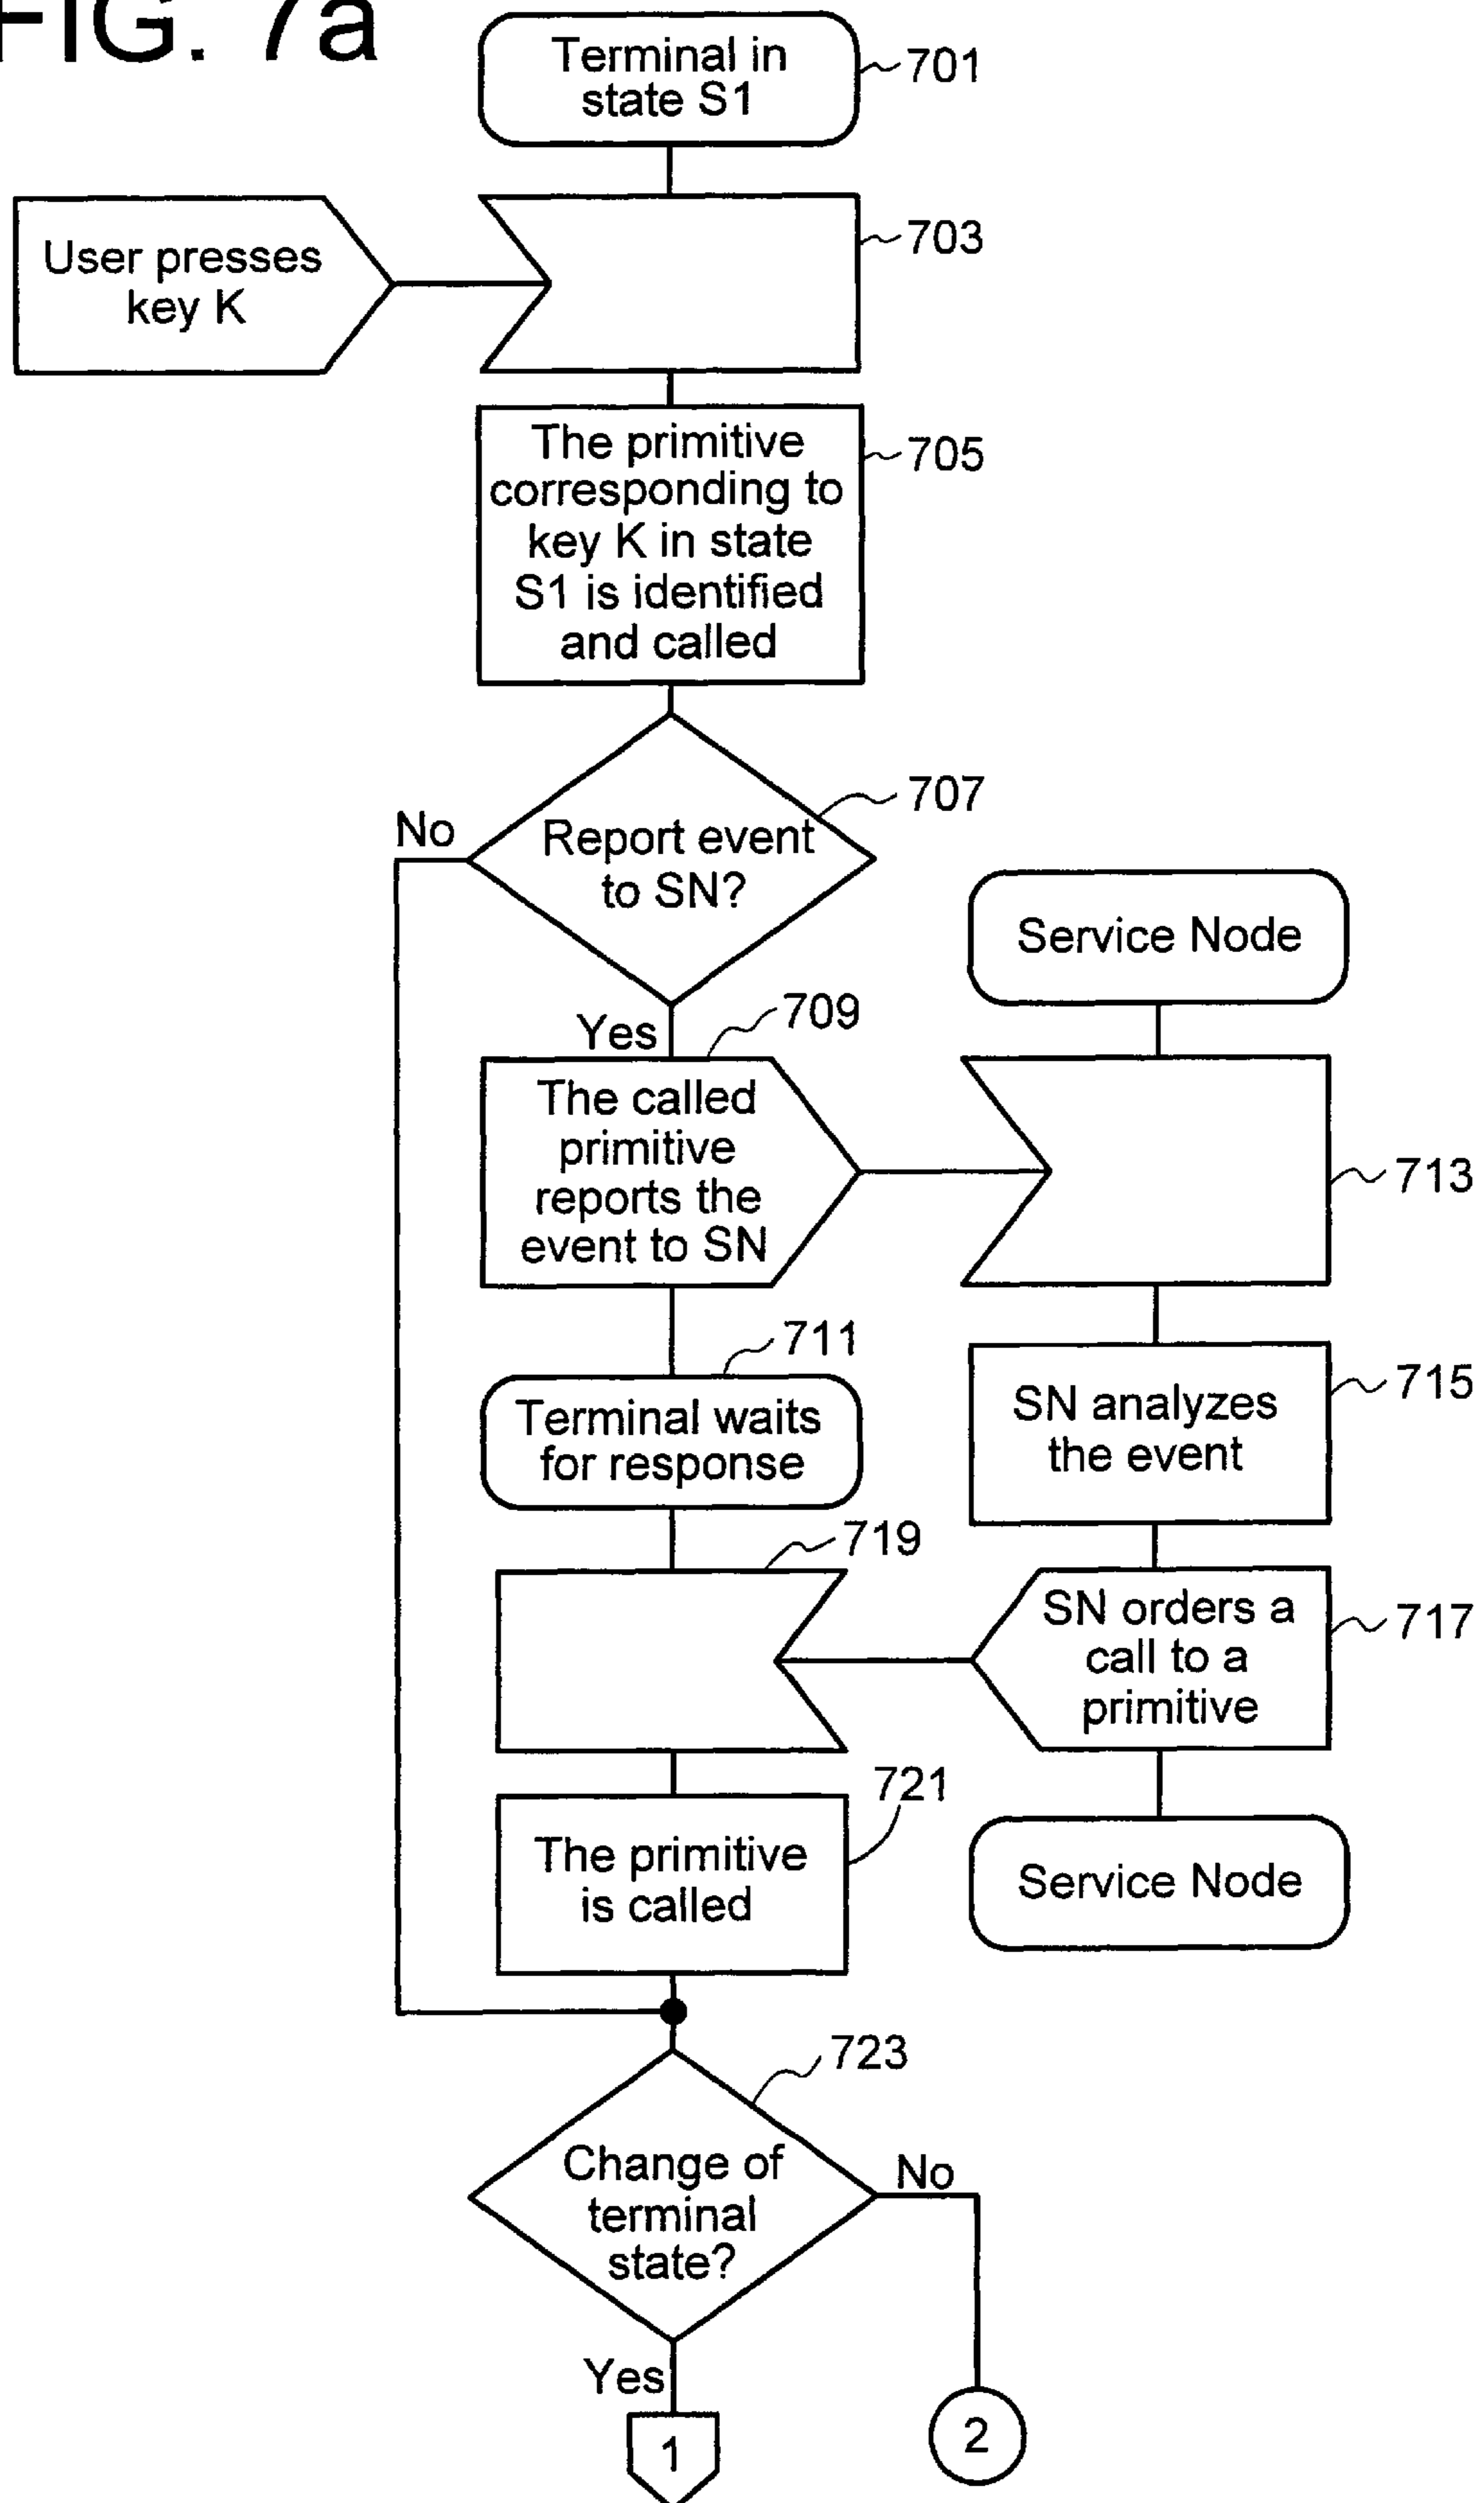 FIG. 7a
Terminal in
state S1
701
User presses
key K
703
The primitive
corresponding to
key K in state
S1 is identified
and called
705
707
No
Report event
to SN?
Service Node
Yes
709
The called
primitive
reports the
event to SN
713
711
Terminal waits
for response
SN analyzes
the event
715
719
SN orders a
call to a
primitive
717
721
The primitive
is called
Service Node
723
Change of
terminal
state?
No
Yes
1
2